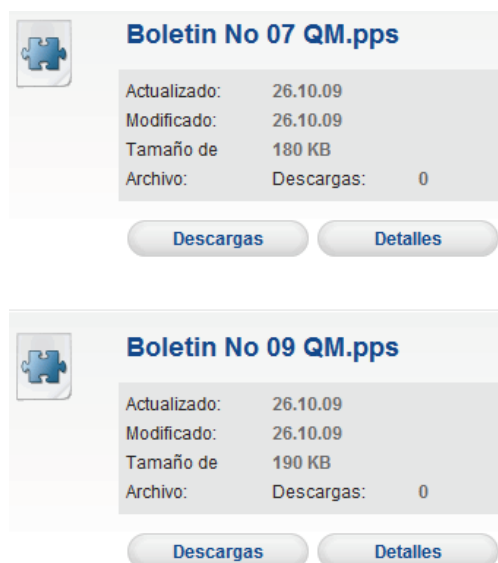 Boletin No 07 QM.pps
Actualizado: 26.10.09
Modificado: 26.10.09
Tamaño de 180 KB
Archivo: Descargas: 0
Descargas Detalles
Boletin No 09 QM.pps
Actualizado: 26.10.09
Modificado: 26.10.09
Tamaño de 190 KB
Archivo: Descargas: 0
Descargas Detalles